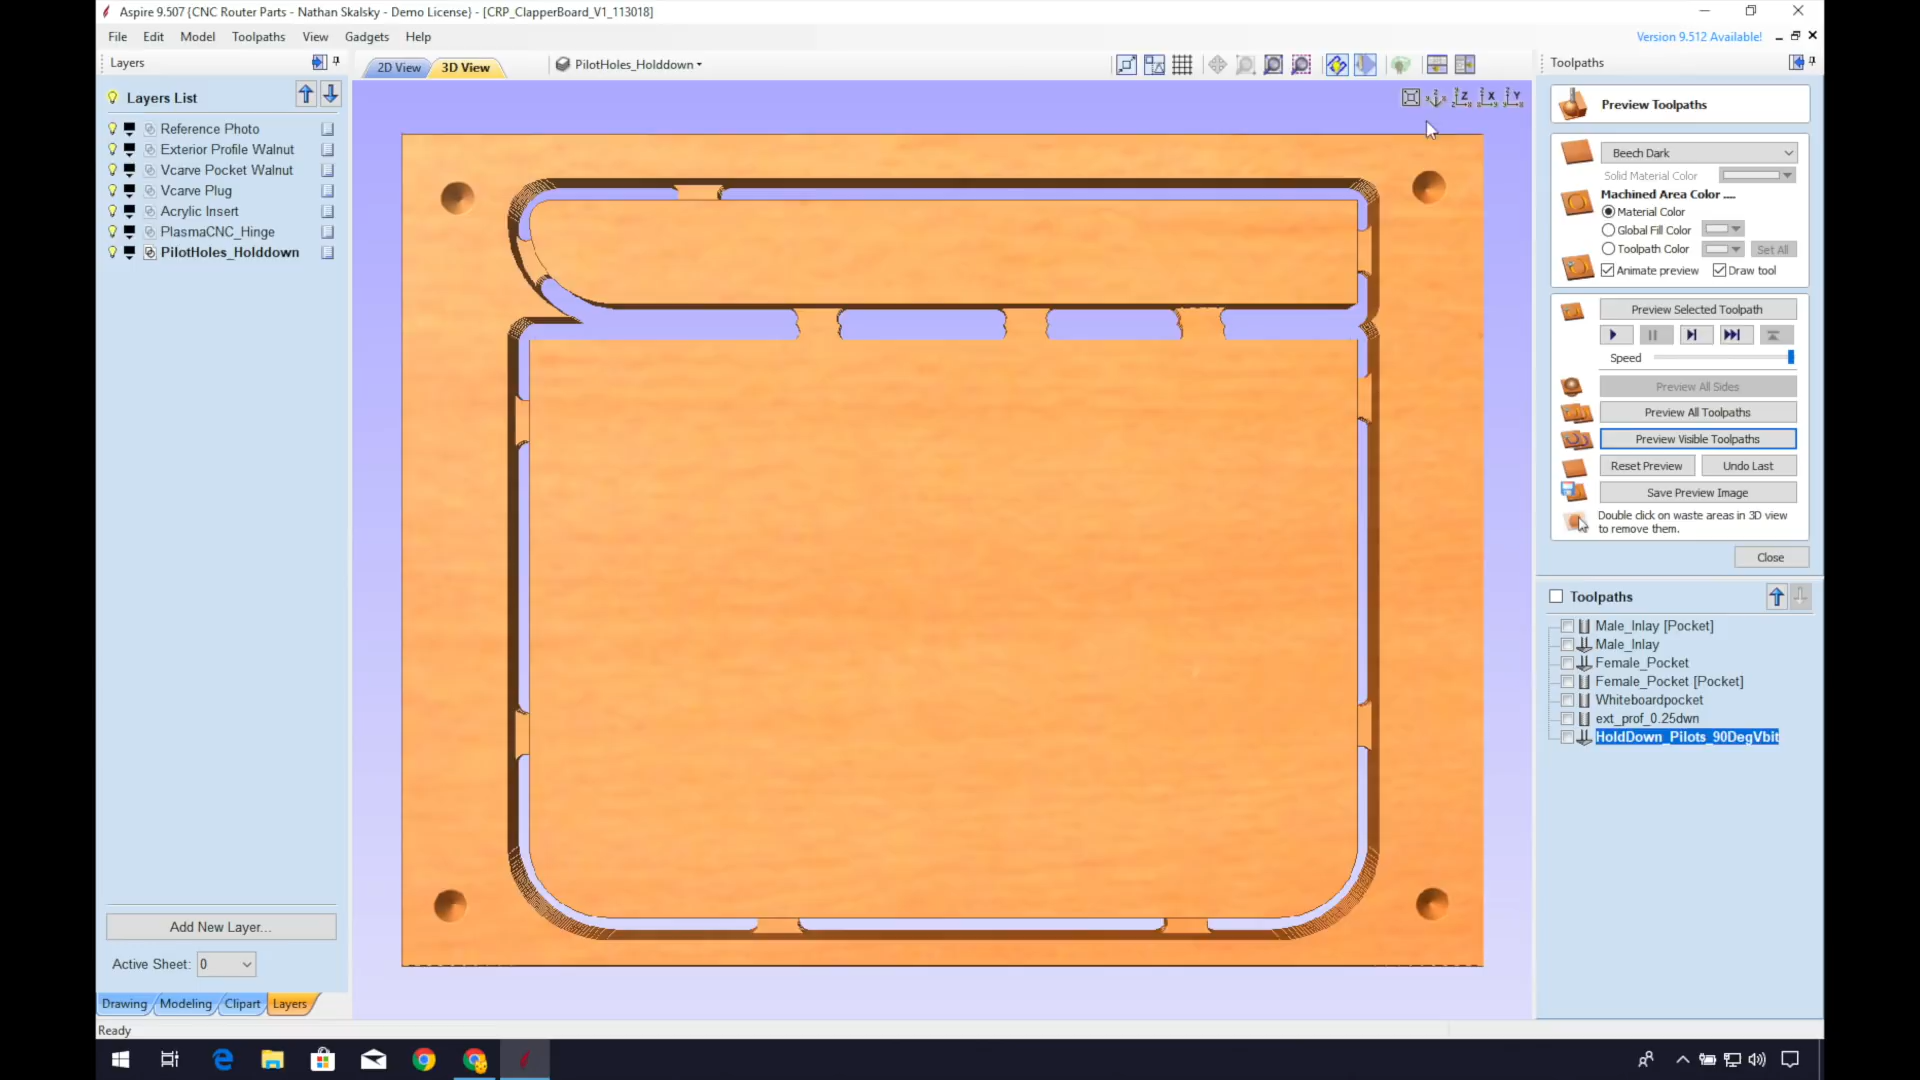 Aspire 9.507 {CNC Router Parts - Nathan Skalsky - Demo License} - [CRP_ClapperBoard_V1_113018]
File Edit Model Toolpaths View Gadgets Help
Version 9.512 Available!
Layers
Layers List
Reference Photo
Exterior Profile Walnut
Vcarve Pocket Walnut
Vcarve Plug
Acrylic Insert
PlasmaCNC_Hinge
PilotHoles_Holddown
Add New Layer...
Active Sheet: 0
Drawing Modeling Clipart Layers
Ready
2D View 3D View PilotHoles_Holddown
Z X Y
Toolpaths
Preview Toolpaths
Beech Dark
Solid Material Color
Machined Area Color ....
Material Color
Global Fill Color
Toolpath Color Set All
Animate preview Draw tool
Preview Selected Toolpath
Speed
Preview All Sides
Preview All Toolpaths
Preview Visible Toolpaths
Reset Preview Undo Last
Save Preview Image
Double click on waste areas in 3D view
to remove them.
Close
Toolpaths
Male_Inlay [Pocket]
Male_Inlay
Female_Pocket
Female_Pocket [Pocket]
Whiteboardpocket
ext_prof_0.25dwn
HoldDown_Pilots_90DegVbit